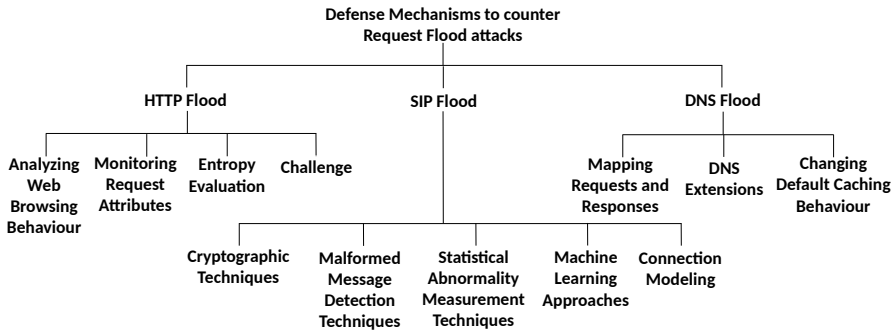 Defense Mechanisms to counter
Request Flood attacks
HTTP Flood
SIP Flood
DNS Flood
Analyzing
Web
Browsing
Behaviour
Monitoring
Request
Attributes
Entropy
Evaluation
Challenge
Mapping
Requests and
Responses
DNS
Extensions
Changing
Default Caching
Behaviour
Cryptographic
Techniques
Malformed
Message
Detection
Techniques
Statistical
Abnormality
Measurement
Techniques
Machine
Learning
Approaches
Connection
Modeling